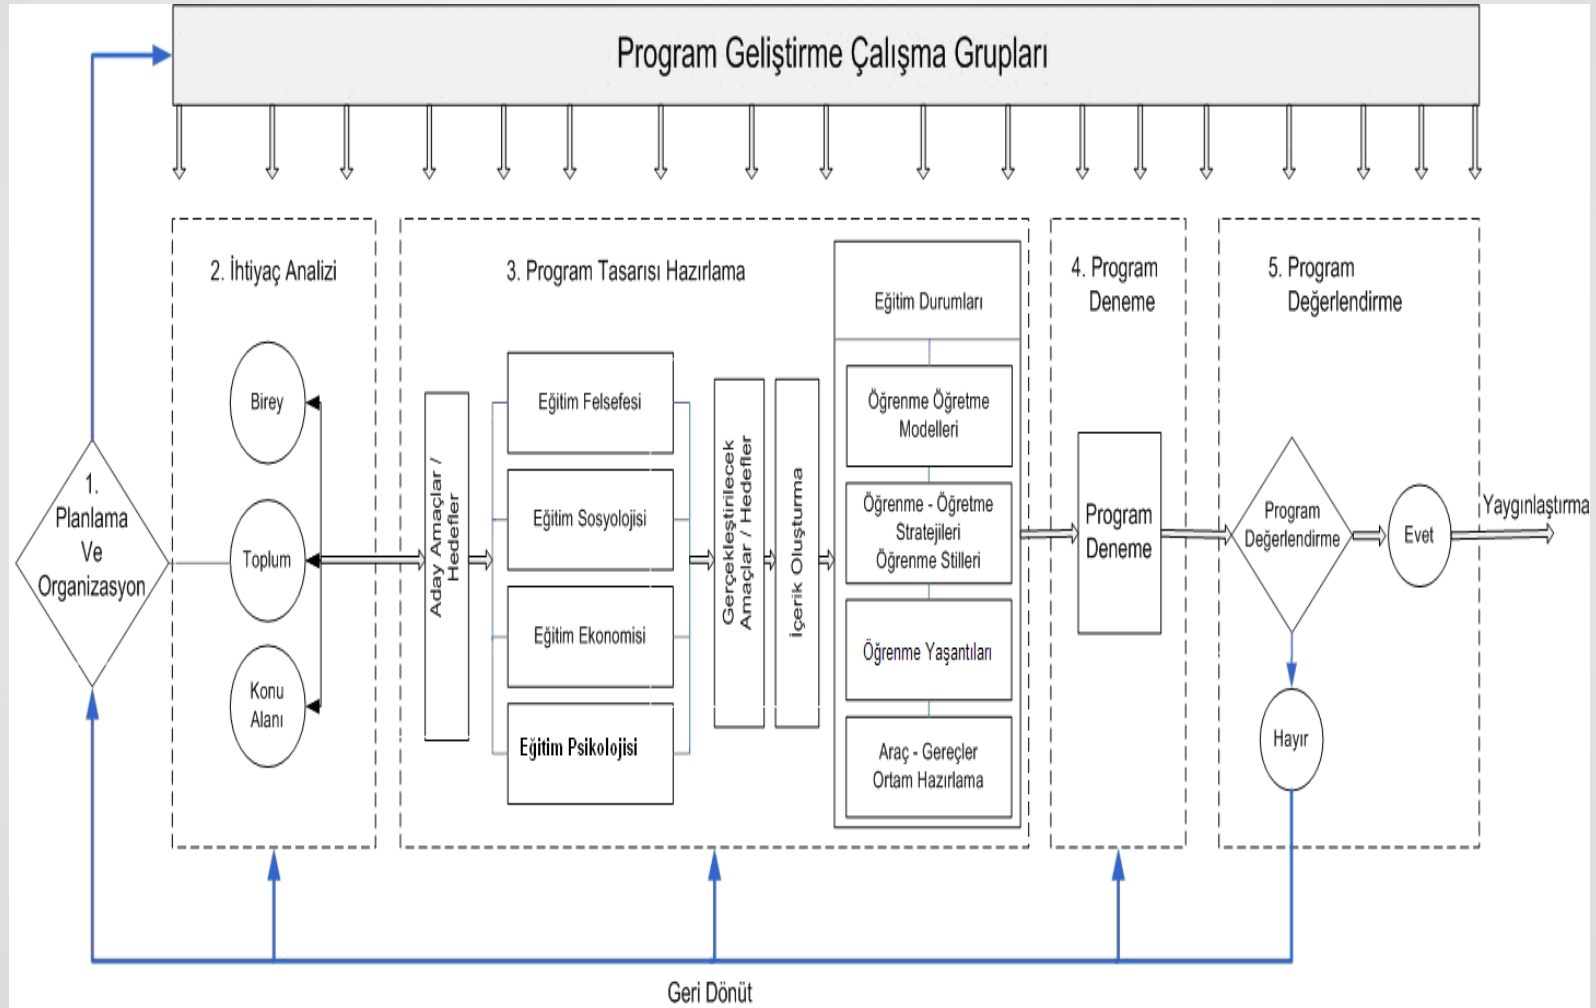 Program Geliştirme Çalışma Grupları
1.
Planlama
Ve
Organizasyon
2. İhtiyaç Analizi
Birey
Toplum
Konu
Alanı
3. Program Tasarısı Hazırlama
Aday Amaçlar /
Hedefler
Eğitim Felsefesi
Eğitim Sosyolojisi
Eğitim Ekonomisi
Eğitim Psikolojisi
Gerçekleştirilecek
Amaçlar / Hedefler
İçerik Oluşturma
Eğitim Durumları
Öğrenme Öğretme
Modelleri
Öğrenme - Öğretme
Stratejileri
Öğrenme Stilleri
Öğrenme Yaşantıları
Araç - Gereçler
Ortam Hazırlama
4. Program
Deneme
Program
Deneme
5. Program
Değerlendirme
Program
Değerlendirme
Evet
Hayır
Yaygınlaştırma
Geri Dönüt